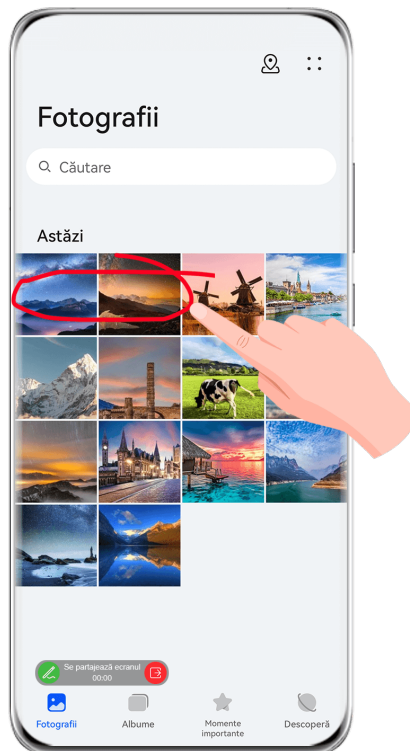 Fotografii
Căutare
Astăzi
Se partajează ecranul
00:00
Fotografii
Albume
Momente
importante
Descoperă